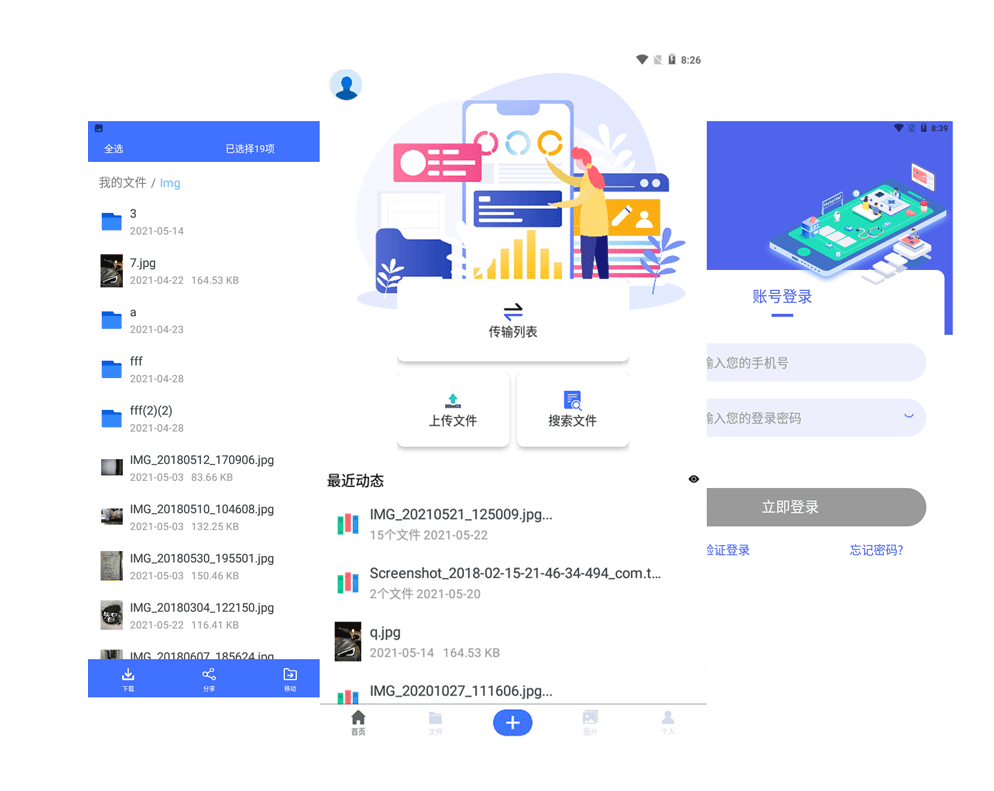 全选
已选择19项
我的文件 / Img
3
2021-05-14
7.jpg
2021-04-22 164.53 KB
a
2021-04-23
fff
2021-04-28
fff(2)(2)
2021-04-28
IMG_20180512_170906.jpg
2021-05-03 83.66 KB
IMG_20180510_104608.jpg
2021-05-03 132.25 KB
IMG_20180530_195501.jpg
2021-05-03 150.46 KB
IMG_20180304_122150.jpg
2021-05-22 116.41 KB
IMG_20180607_185624.jpg
下载
分享
移动
8:26
传输列表
上传文件
搜索文件
最近动态
IMG_20210521_125009.jpg...
15个文件 2021-05-22
Screenshot_2018-02-15-21-46-34-494_com.t...
2个文件 2021-05-20
q.jpg
2021-05-14 164.53 KB
IMG_20201027_111606.jpg...
首页
文件
图片
个人
8:39
账号登录
输入您的手机号
输入您的登录密码
立即登录
验证登录
忘记密码?